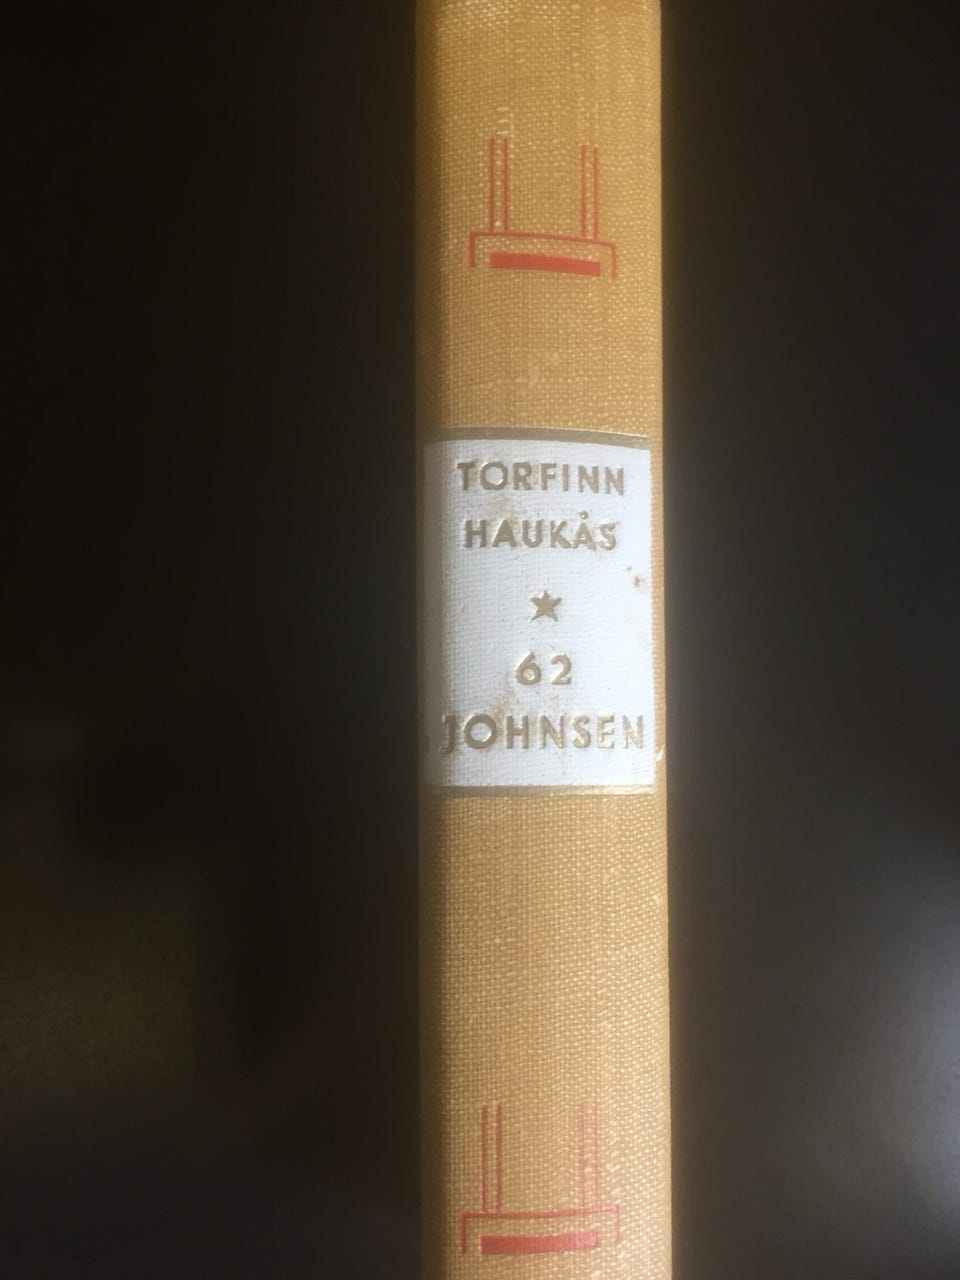 TORFINN
HAUKÅS
62
JOHNSEN